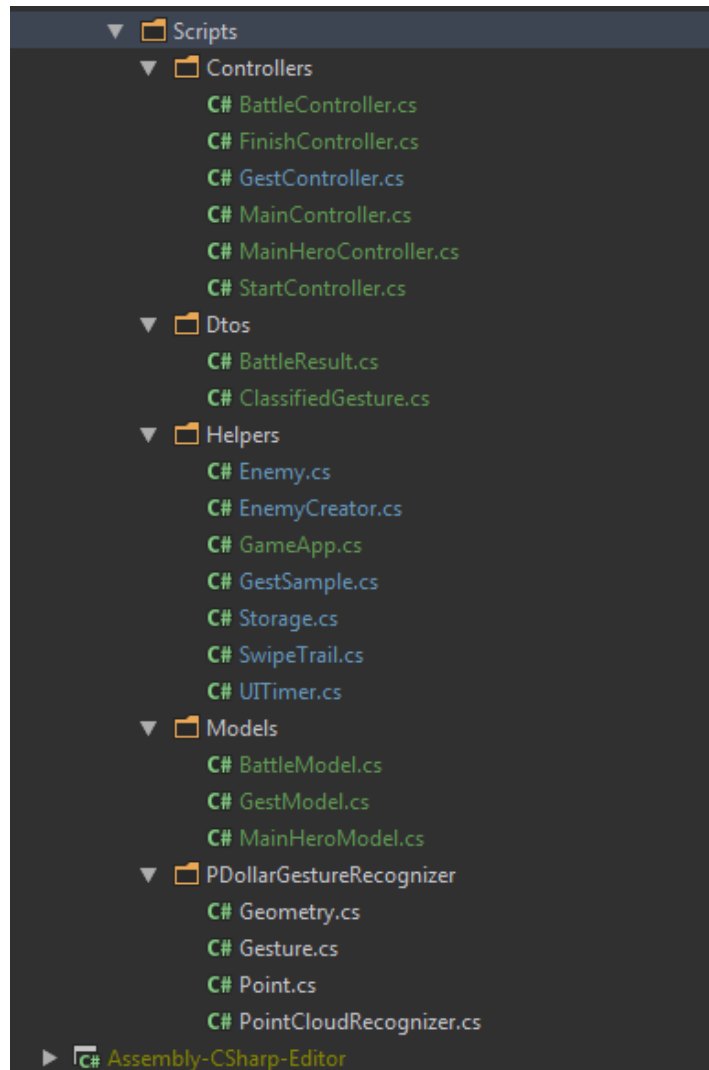 Scripts
Controllers
C# BattleController.cs
C# FinishController.cs
C# GestController.cs
C# MainController.cs
C# MainHeroController.cs
C# StartController.cs
Dtos
C# BattleResult.cs
C# ClassifiedGesture.cs
Helpers
C# Enemy.cs
C# EnemyCreator.cs
C# GameApp.cs
C# GestSample.cs
C# Storage.cs
C# SwipeTrail.cs
C# UITimer.cs
Models
C# BattleModel.cs
C# GestModel.cs
C# MainHeroModel.cs
PDollarGestureRecognizer
C# Geometry.cs
C# Gesture.cs
C# Point.cs
C# PointCloudRecognizer.cs
C# Assembly-CSharp-Editor